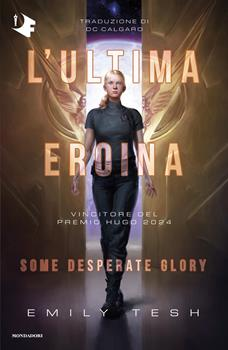 TRADUZIONE DI
DC CALGARO
L'ULTIMA
EROINA
VINCITORE DEL
PREMIO HUGO 2024
SOME DESPERATE GLORY
EMILY TESH
MONDADORI